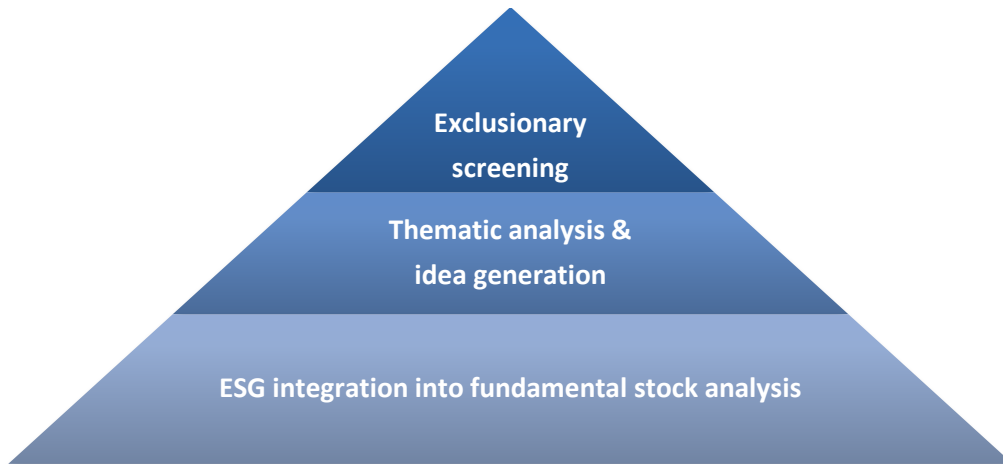 Exclusionary
screening
Thematic analysis &
idea generation
ESG integration into fundamental stock analysis